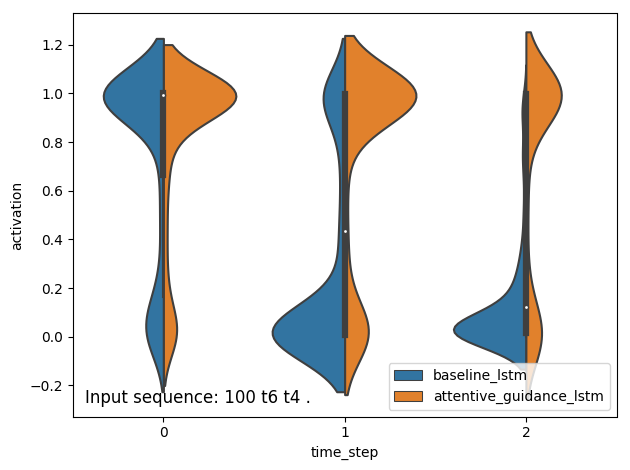 1.2
1.0
0.8
0.6
0.4
0.2
0.0
−0.2
activation
Input sequence: 100 t6 t4 .
baseline_lstm
attentive_guidance_lstm
0
1
2
time_step